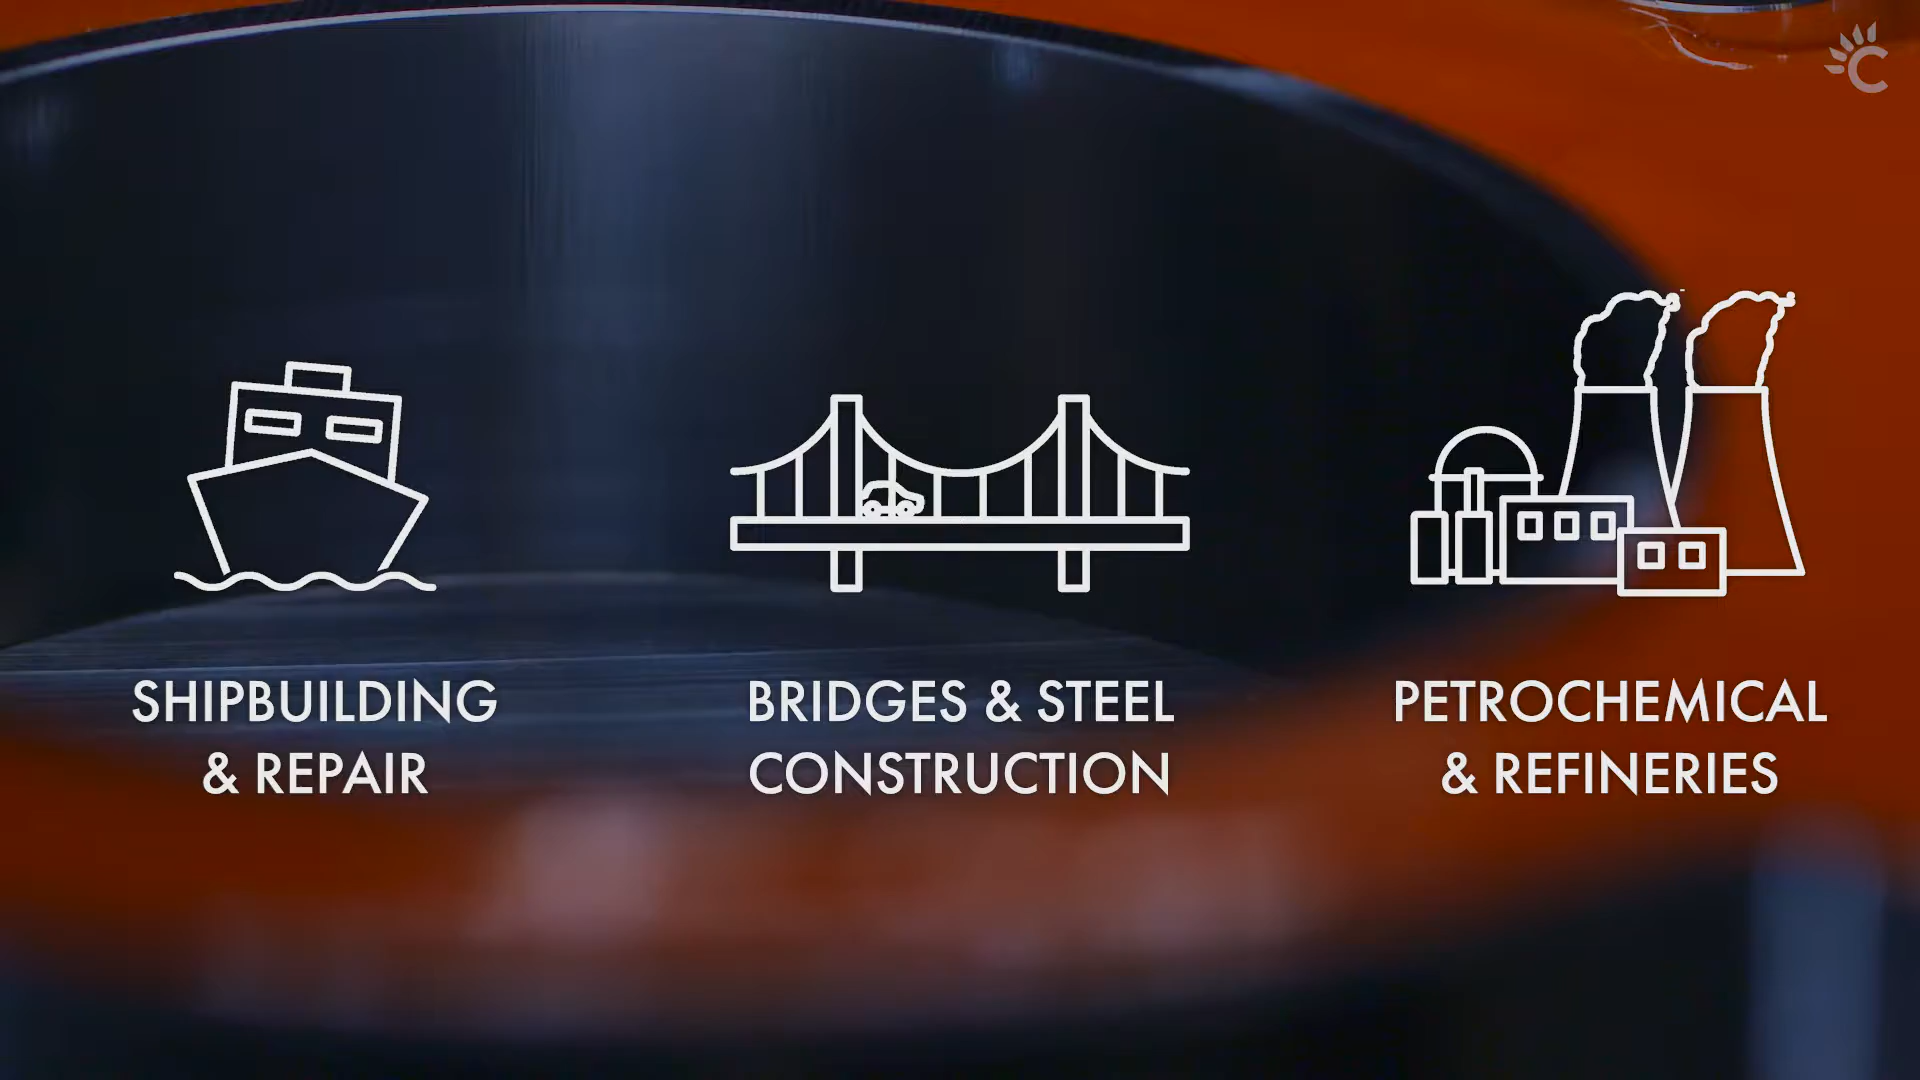 SHIPBUILDING
& REPAIR
BRIDGES & STEEL
CONSTRUCTION
PETROCHEMICAL
& REFINERIES